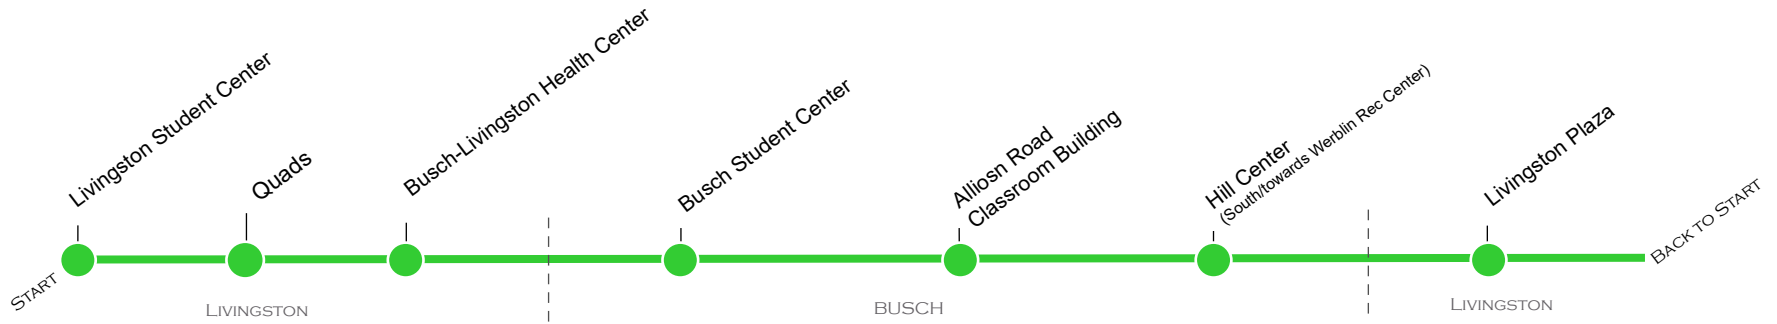 Livingston Student Center
Quads
Busch-Livingston Health Center
Busch Student Center
Alliosn Road
Classroom Building
Hill Center
(South/towards Werblin Rec Center)
Livingston Plaza
START
BACK TO START
LIVINGSTON
BUSCH
LIVINGSTON